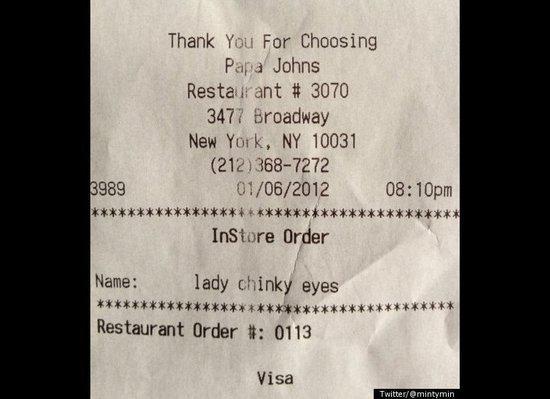 Thank You For Choosing
Papa Johns
Restaurant # 3070
3477 Broadway
New York, NY 10031
(212)368-7272
3989 01/06/2012 08:10pm
****************************************
InStore Order
Name: lady chinky eyes
****************************************
Restaurant Order #: 0113
Visa
Twitter/@mintymin